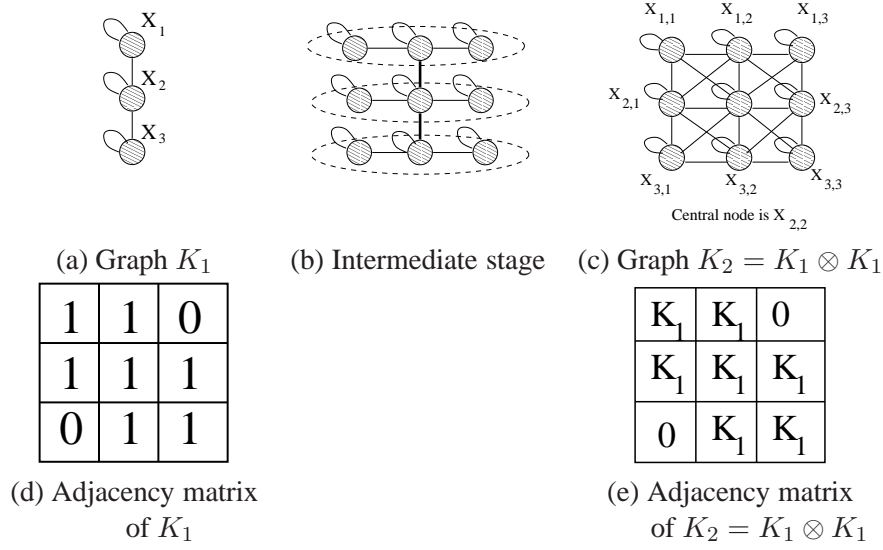 X1
X2
X3
X1,1 X1,2 X1,3
X2,1 X2,3
X3,1 X3,2 X3,3
Central node is X2,2
(a) Graph K1 (b) Intermediate stage (c) Graph K2 = K1 ⊗ K1
1 1 0
1 1 1
0 1 1
K1 K1 0
K1 K1 K1
0 K1 K1
(d) Adjacency matrix
of K1
(e) Adjacency matrix
of K2 = K1 ⊗ K1